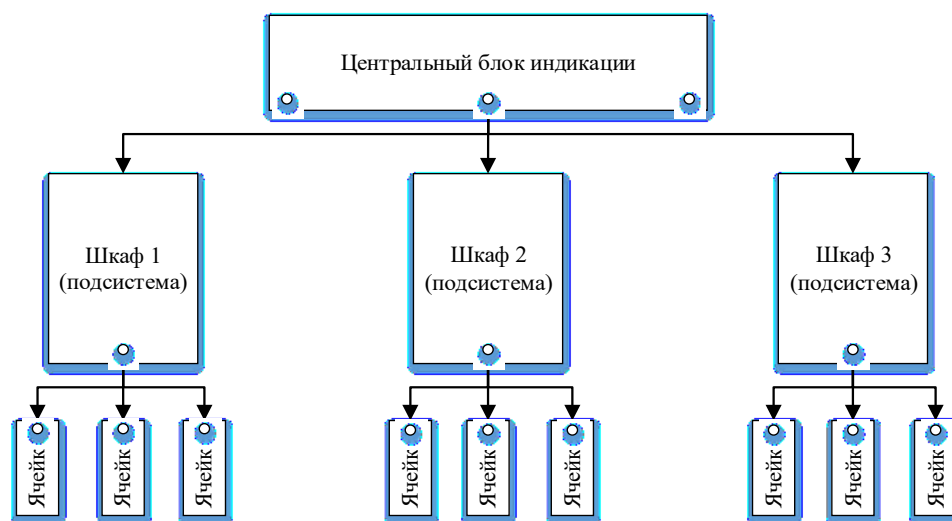 Центральный блок индикации
Шкаф 1
(подсистема)
Шкаф 2
(подсистема)
Шкаф 3
(подсистема)
Ячейк
Ячейк
Ячейк
Ячейк
Ячейк
Ячейк
Ячейк
Ячейк
Ячейк